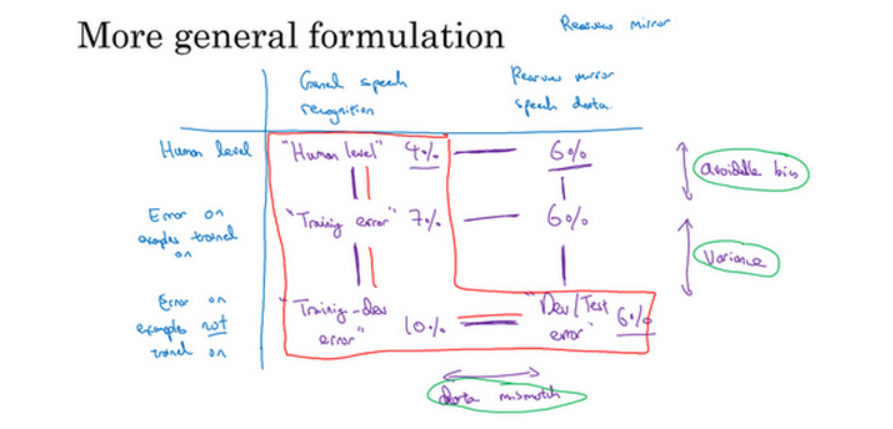 More general formulation
Rearview mirror
General speech
recognition
Rearview mirror
speech data.
Human level
"Human level" 4%
6%
avoidable bias
Error on
examples trained
on
"Training error" 7%
6%
Variance
Error on
examples not
trained on
"Training-dev
error" 10%
"Dev/Test
error" 6%
data mismatch